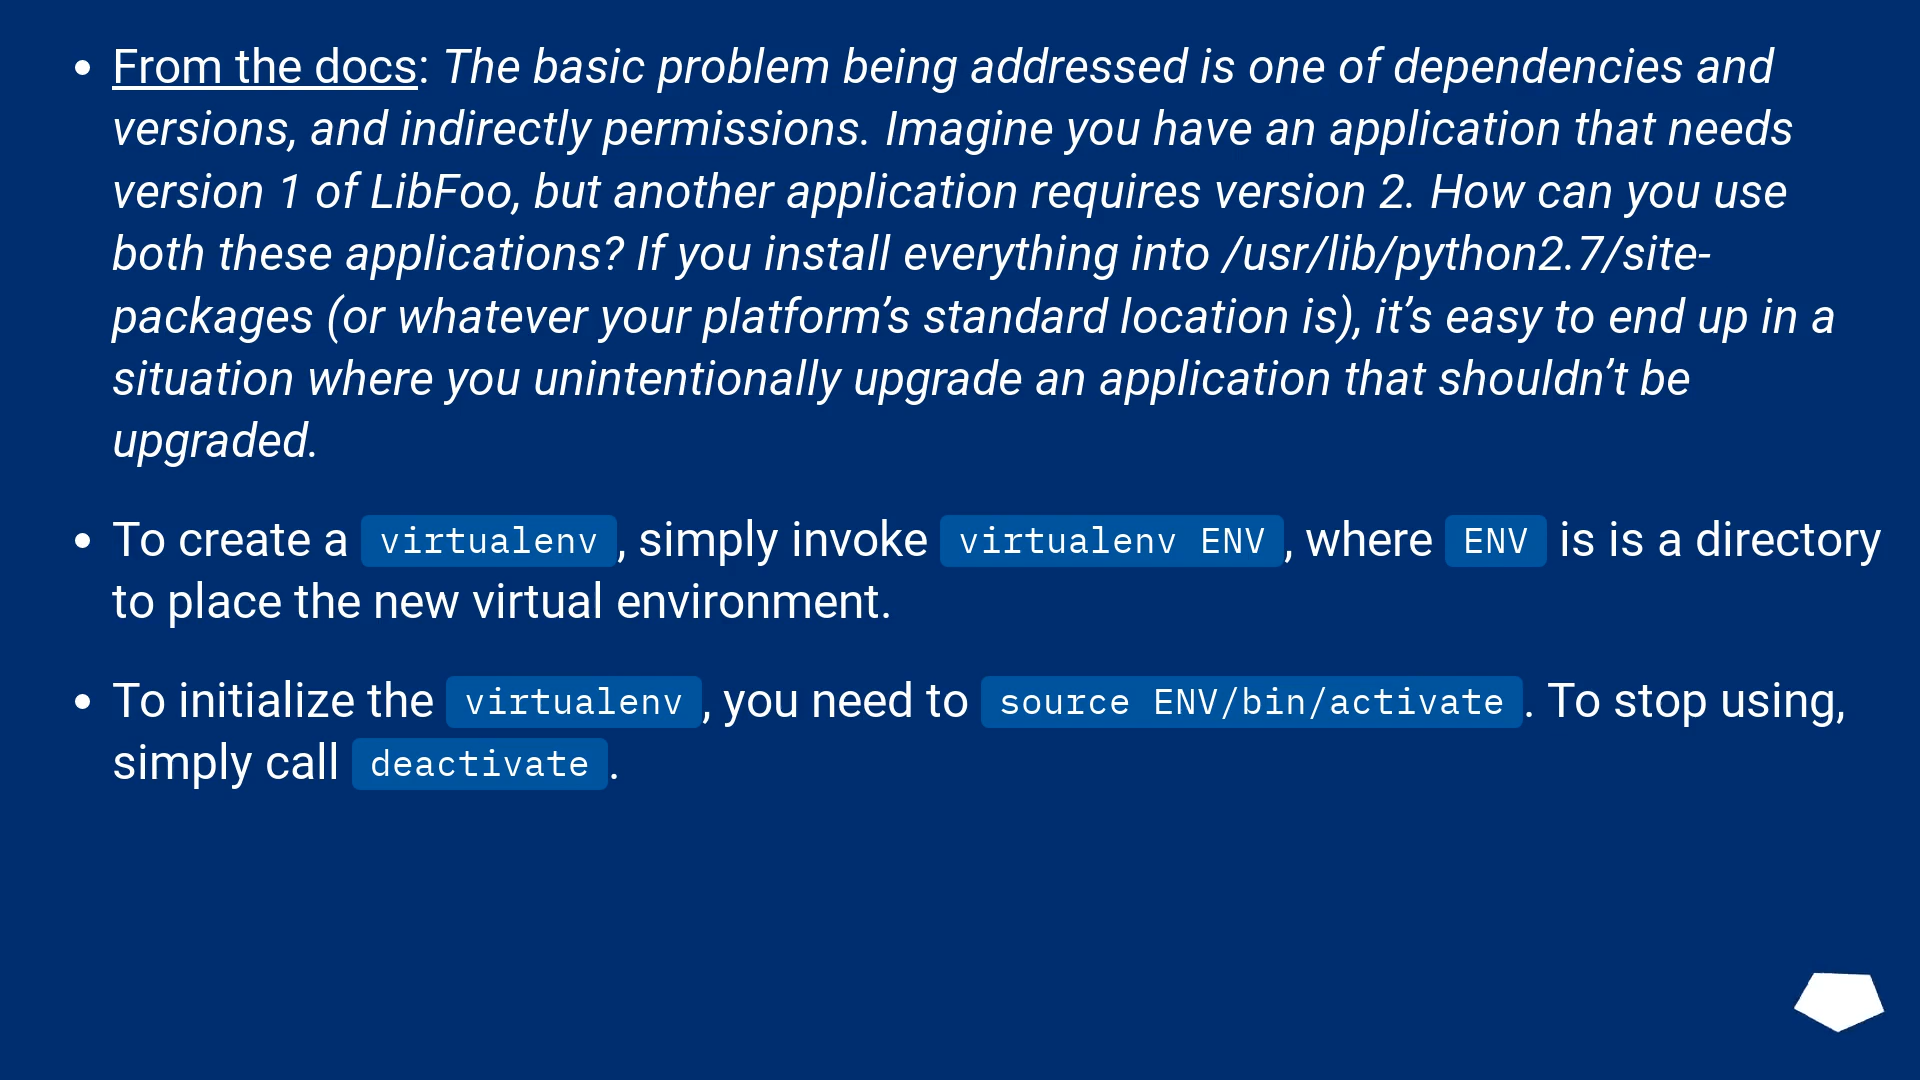 • From the docs: The basic problem being addressed is one of dependencies and
versions, and indirectly permissions. Imagine you have an application that needs
version 1 of LibFoo, but another application requires version 2. How can you use
both these applications? If you install everything into /usr/lib/python2.7/site-
packages (or whatever your platform’s standard location is), it’s easy to end up in a
situation where you unintentionally upgrade an application that shouldn’t be
upgraded.
• To create a virtualenv, simply invoke virtualenv ENV, where ENV is is a directory
to place the new virtual environment.
• To initialize the virtualenv, you need to source ENV/bin/activate. To stop using,
simply call deactivate.